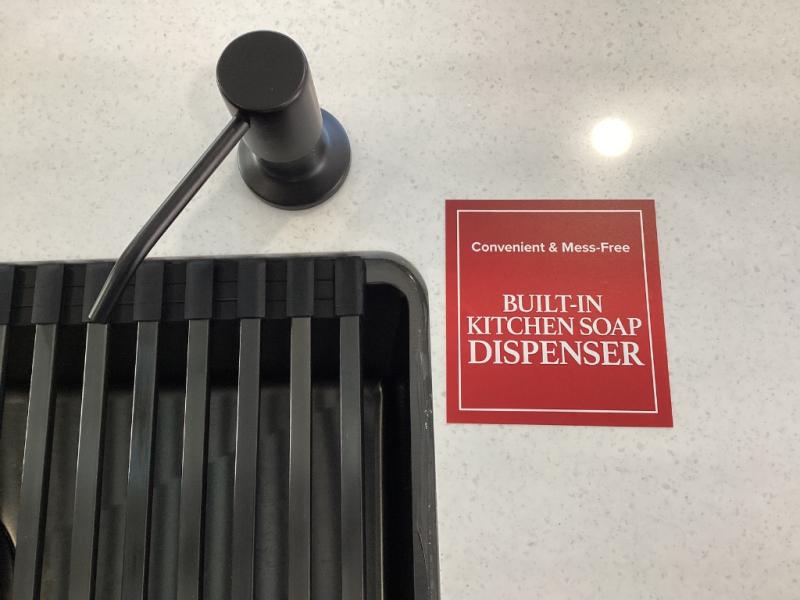 Convenient & Mess-Free
BUILT-IN
KITCHEN SOAP
DISPENSER